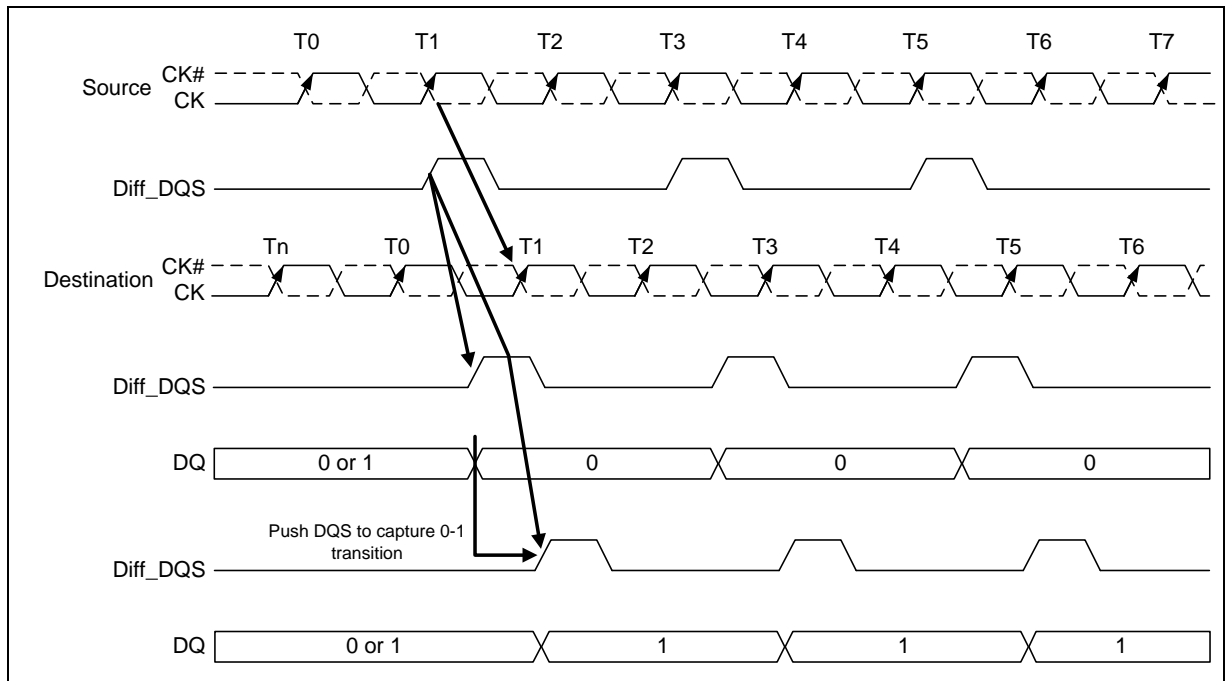 T0 T1 T2 T3 T4 T5 T6 T7
Source
CK#
CK
Diff_DQS
Tn T0 T1 T2 T3 T4 T5 T6
Destination
CK#
CK
Diff_DQS
DQ 0 or 1 0 0 0
Push DQS to capture 0-1
transition
Diff_DQS
DQ 0 or 1 1 1 1